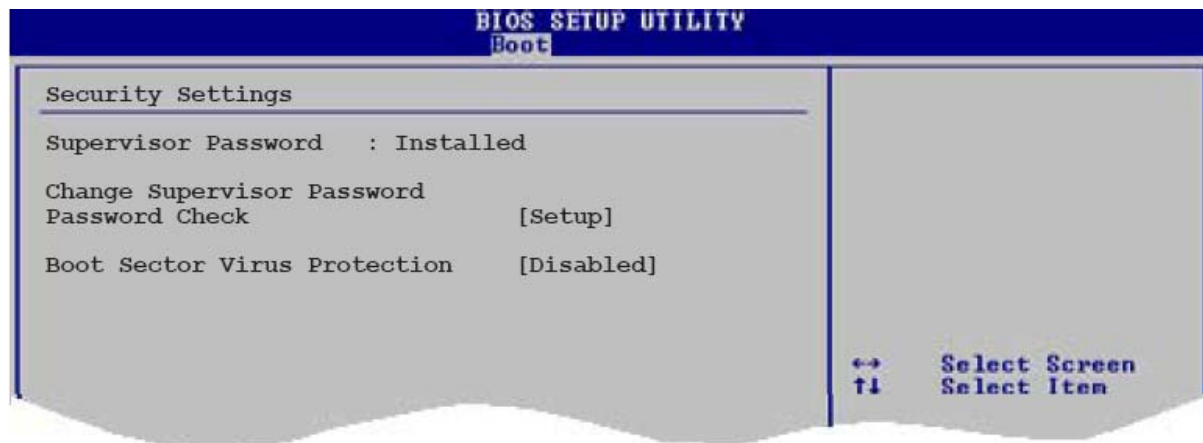 BIOS SETUP UTILITY
Boot
Security Settings
Supervisor Password : Installed
Change Supervisor Password
Password Check [Setup]
Boot Sector Virus Protection [Disabled]
↔ Select Screen
↑↓ Select Item